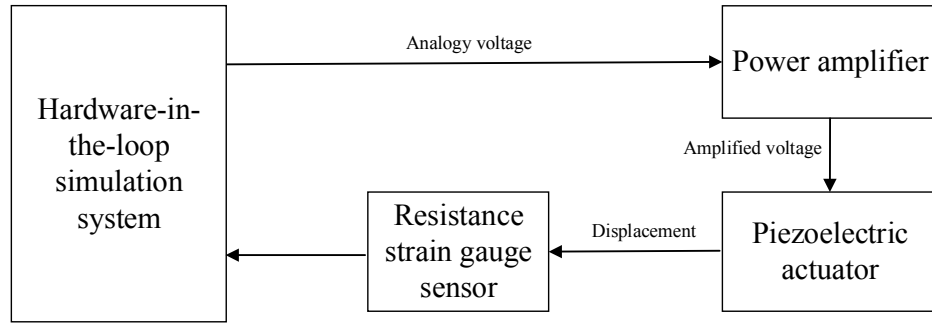 Hardware-in-
the-loop
simulation
system
Analogy voltage
Power amplifier
Amplified voltage
Piezoelectric
actuator
Displacement
Resistance
strain gauge
sensor